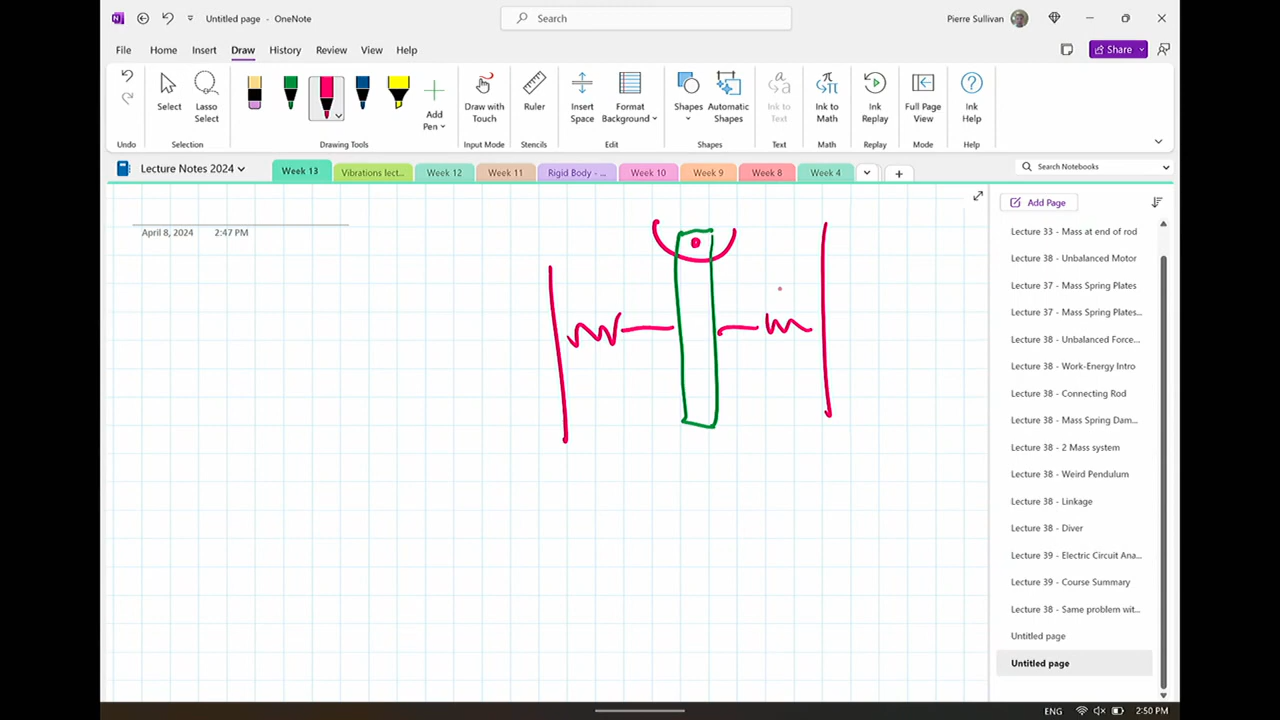 Untitled page - OneNote
Search
Pierre Sullivan
File Home Insert Draw History Review View Help
Share
Undo
Select
Lasso Select
Selection
Add Pen
Drawing Tools
Draw with Touch
Input Mode
Ruler
Stencils
Insert Space
Format Background
Edit
Shapes
Automatic Shapes
Shapes
Ink to Text
Text
Ink to Math
Math
Ink Replay
Replay
Full Page View
Mode
Ink Help
Help
Lecture Notes 2024
Week 13
Vibrations lect...
Week 12
Week 11
Rigid Body - ...
Week 10
Week 9
Week 8
Week 4
Search Notebooks
April 8, 2024 2:47 PM
Add Page
Lecture 33 - Mass at end of rod
Lecture 38 - Unbalanced Motor
Lecture 37 - Mass Spring Plates
Lecture 37 - Mass Spring Plates...
Lecture 38 - Unbalanced Force...
Lecture 38 - Work-Energy Intro
Lecture 38 - Connecting Rod
Lecture 38 - Mass Spring Dam...
Lecture 38 - 2 Mass system
Lecture 38 - Weird Pendulum
Lecture 38 - Linkage
Lecture 38 - Diver
Lecture 39 - Electric Circuit Ana...
Lecture 39 - Course Summary
Lecture 38 - Same problem wit...
Untitled page
Untitled page
ENG 2:50 PM